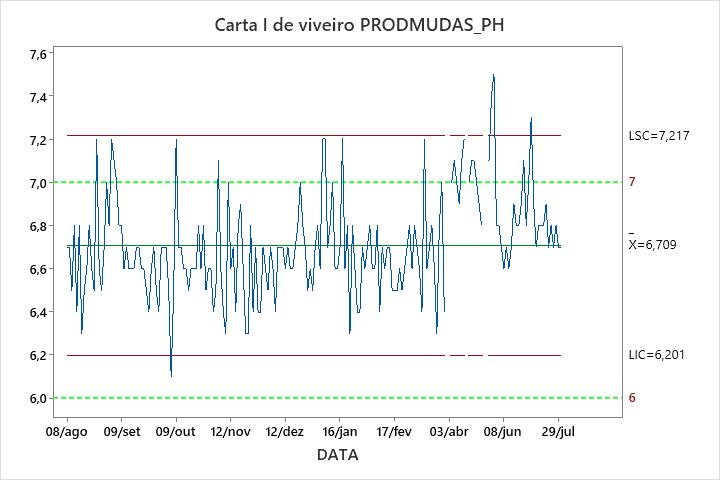 Carta I de viveiro PRODMUDAS_PH
7,6
7,4
7,2
7,0
6,8
6,6
6,4
6,2
6,0
LSC=7,217
7
_
X=6,709
LIC=6,201
6
08/ago 09/set 09/out 12/nov 12/dez 16/jan 17/fev 03/abr 08/jun 29/jul
DATA